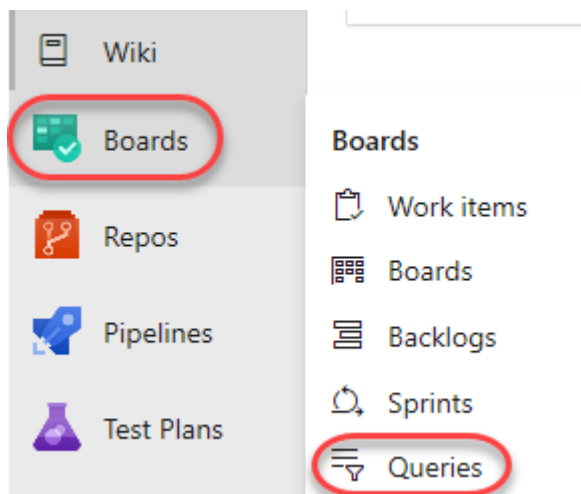 Wiki
Boards
Repos
Pipelines
Test Plans
Boards
Work items
Boards
Backlogs
Sprints
Queries